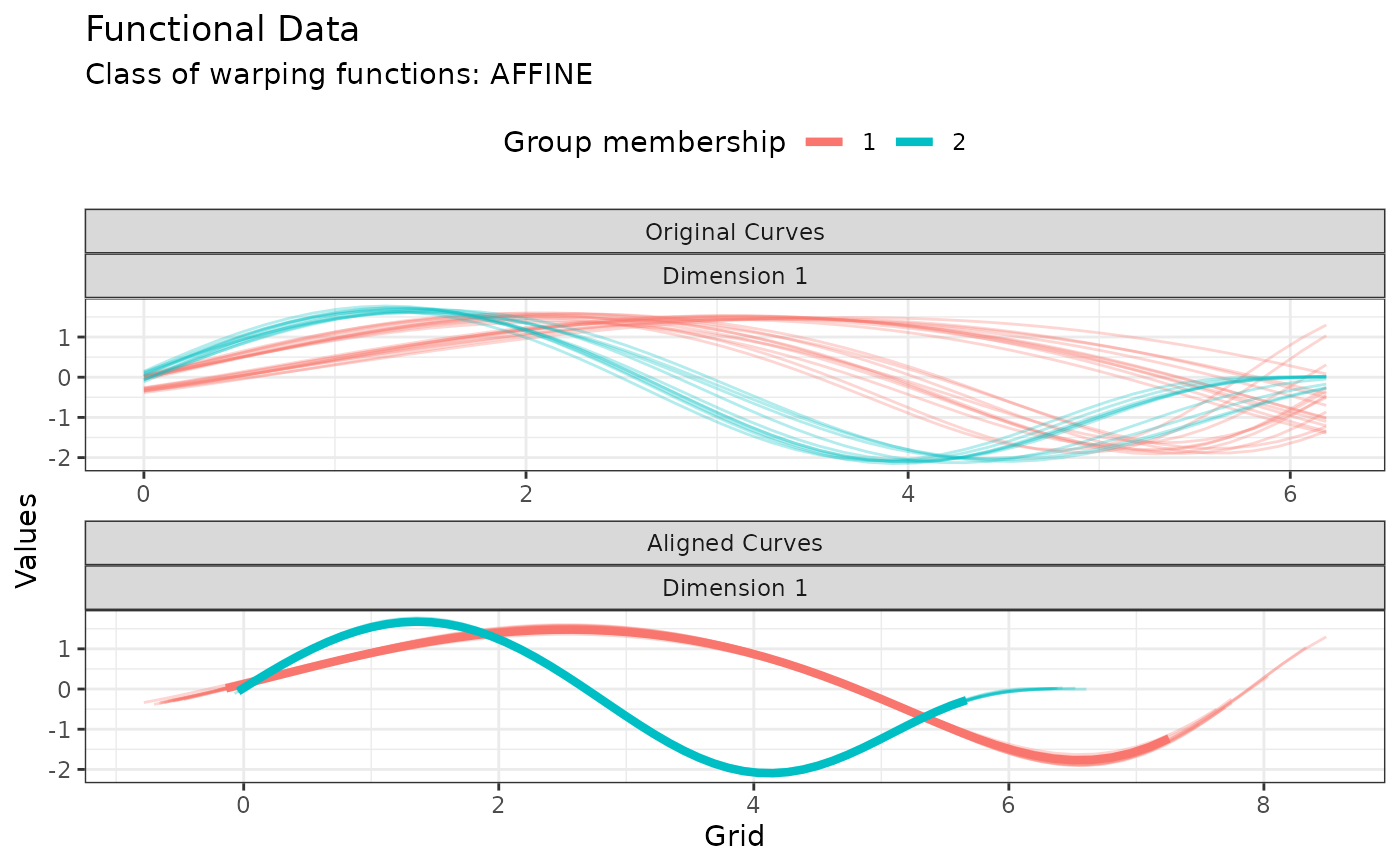 Functional Data
Class of warping functions: AFFINE
Group membership 1 2
Original Curves
Dimension 1
1
0
-1
-2
0 2 4 6
Values
Aligned Curves
Dimension 1
1
0
-1
-2
0 2 4 6 8
Grid